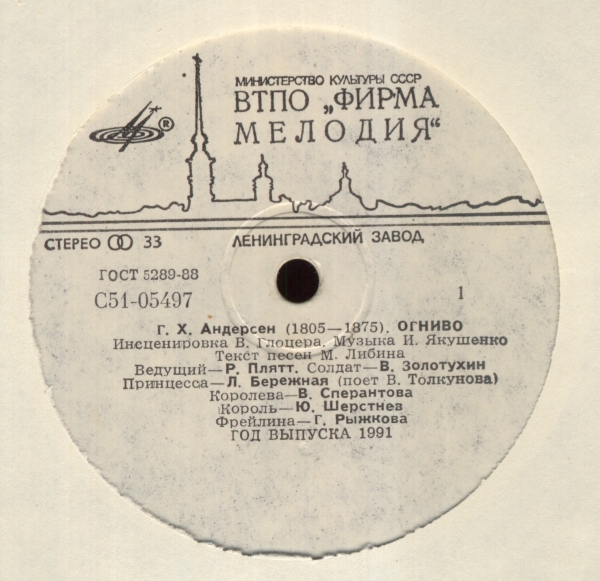 МИНИСТЕРСТВО КУЛЬТУРЫ СССР
ВТПО „ФИРМА
МЕЛОДИЯ“
®
СТЕРЕО 33
ЛЕНИНГРАДСКИЙ ЗАВОД
ГОСТ 5289-88
С51-05497
1
Г. Х. Андерсен (1805—1875). ОГНИВО
Инсценировка В. Глоцера. Музыка И. Якушенко
Текст песен М. Либина
Ведущий—Р. Плятт. Солдат—В. Золотухин
Принцесса—Л. Бережная (поет В. Толкунова)
Королева—В. Сперантова
Король—Ю. Шерстнев
Фрейлина—Г. Рыжкова
ГОД ВЫПУСКА 1991